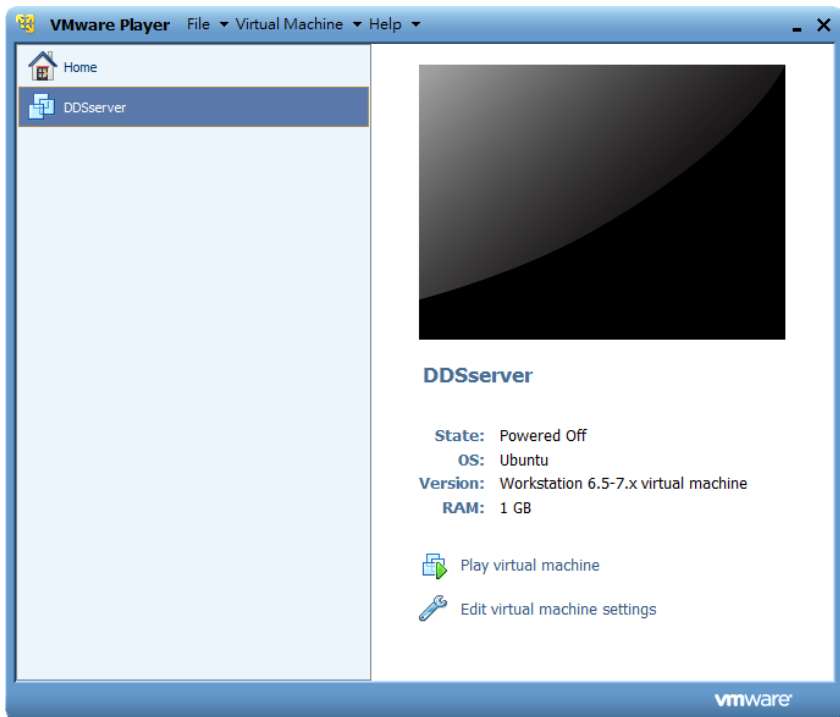 VMware Player File Virtual Machine Help
Home
DDSserver
DDSserver
State: Powered Off
OS: Ubuntu
Version: Workstation 6.5-7.x virtual machine
RAM: 1 GB
Play virtual machine
Edit virtual machine settings
vmware